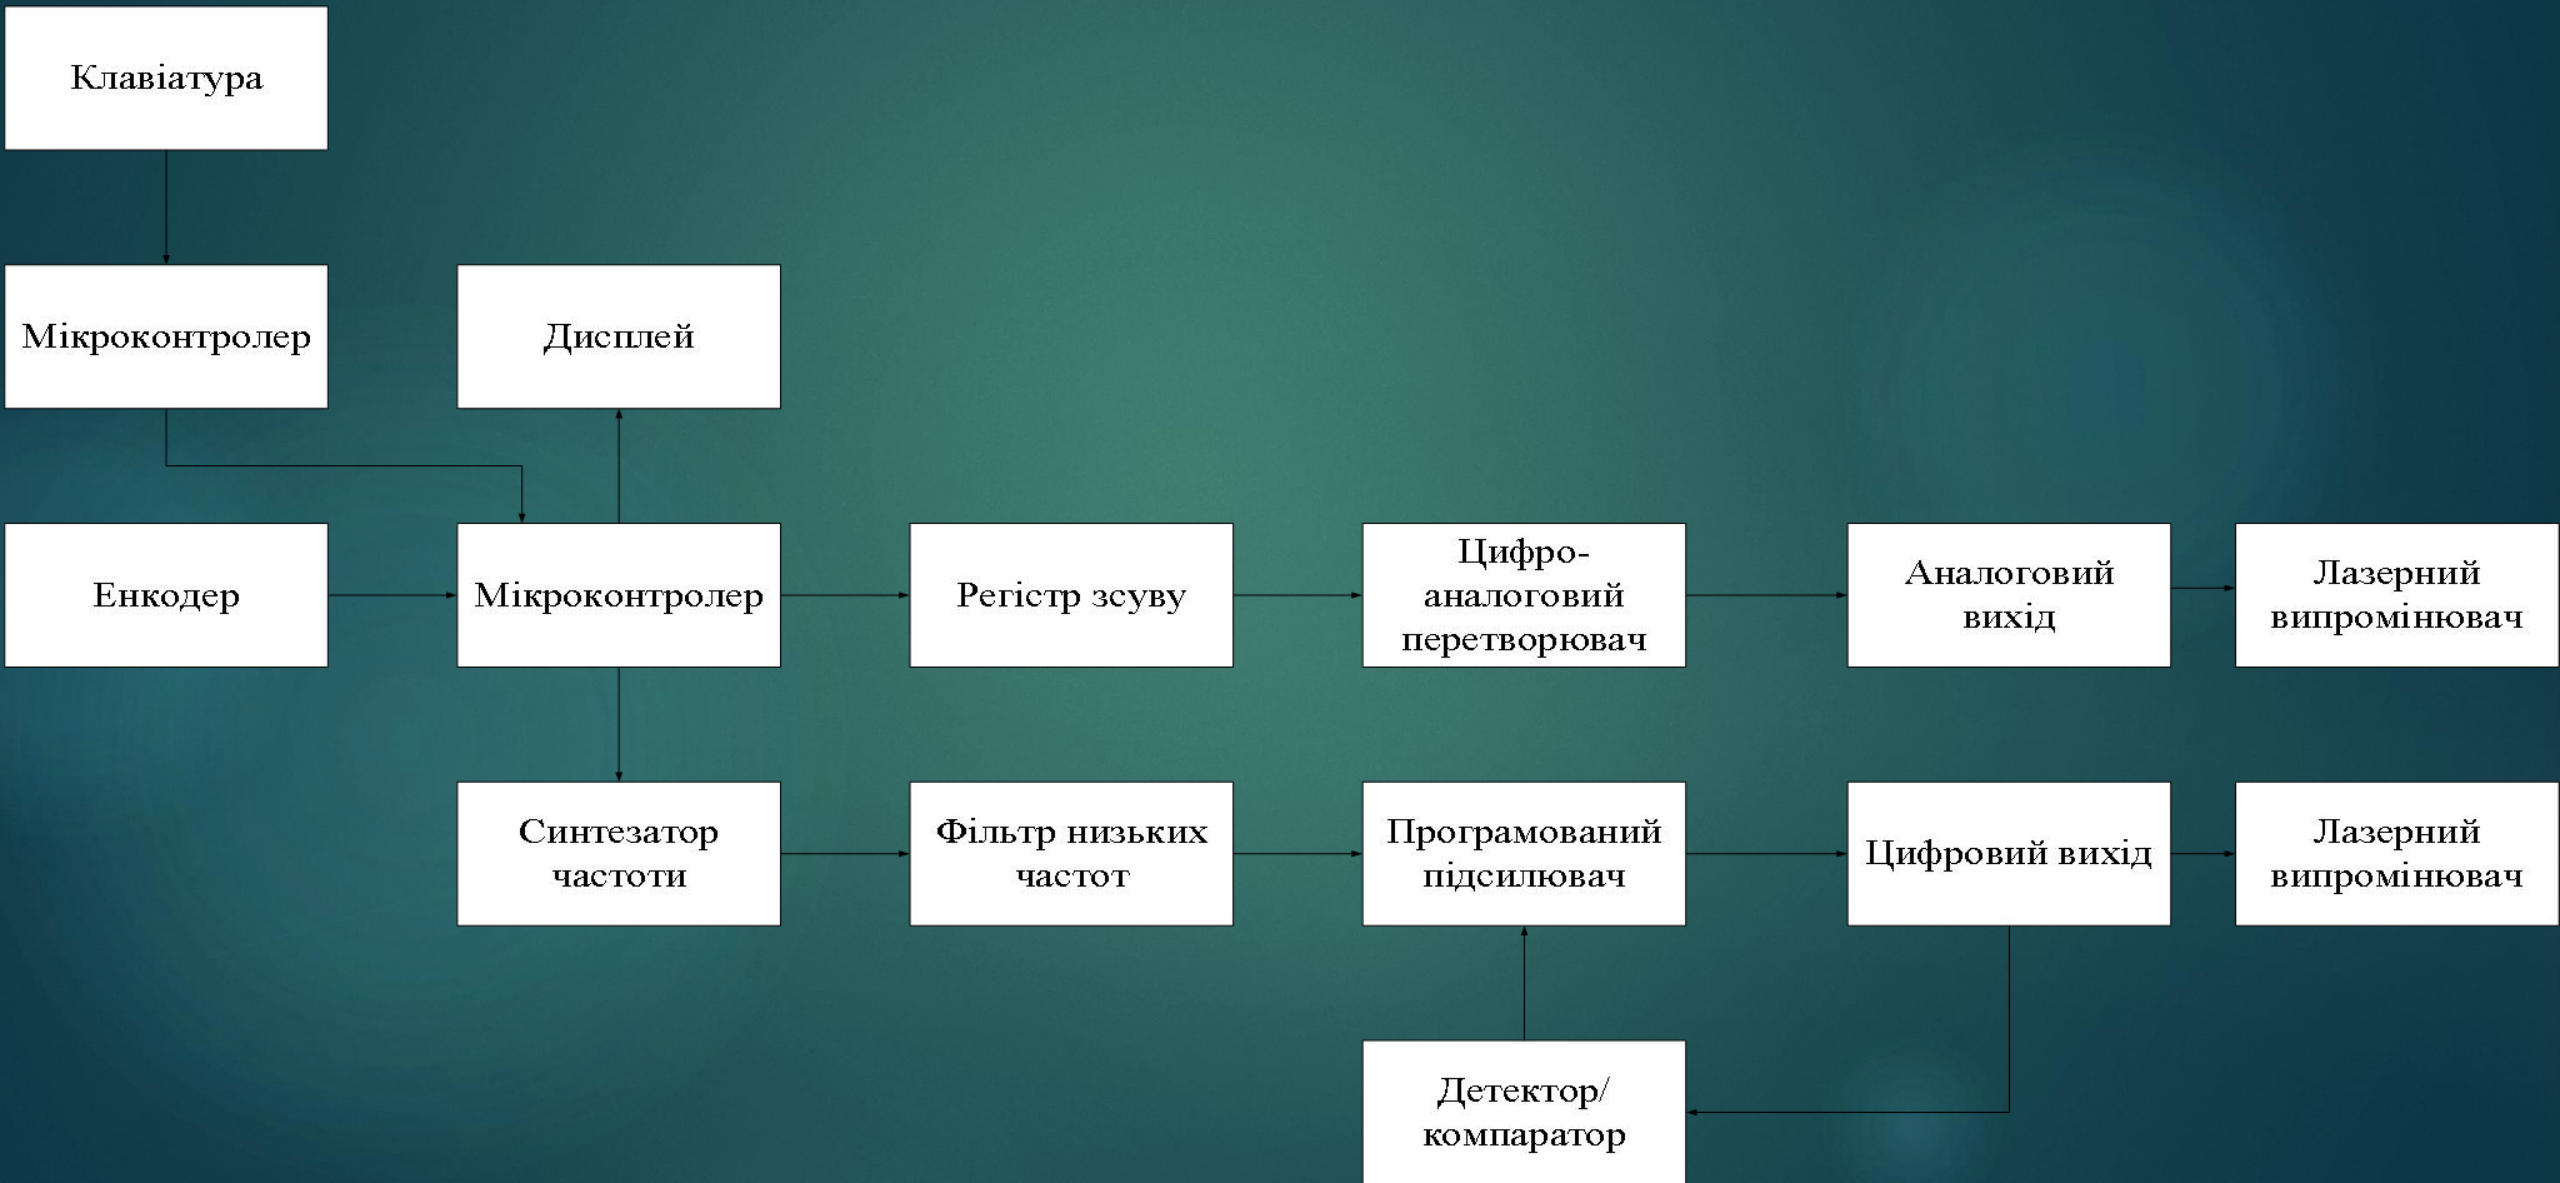 Клавіатура
Мікроконтролер
Дисплей
Енкодер
Мікроконтролер
Регістр зсуву
Цифро-
аналоговий
перетворювач
Аналоговий
вихід
Лазерний
випромінювач
Синтезатор
частоти
Фільтр низьких
частот
Програмований
підсилювач
Цифровий вихід
Лазерний
випромінювач
Детектор/
компаратор